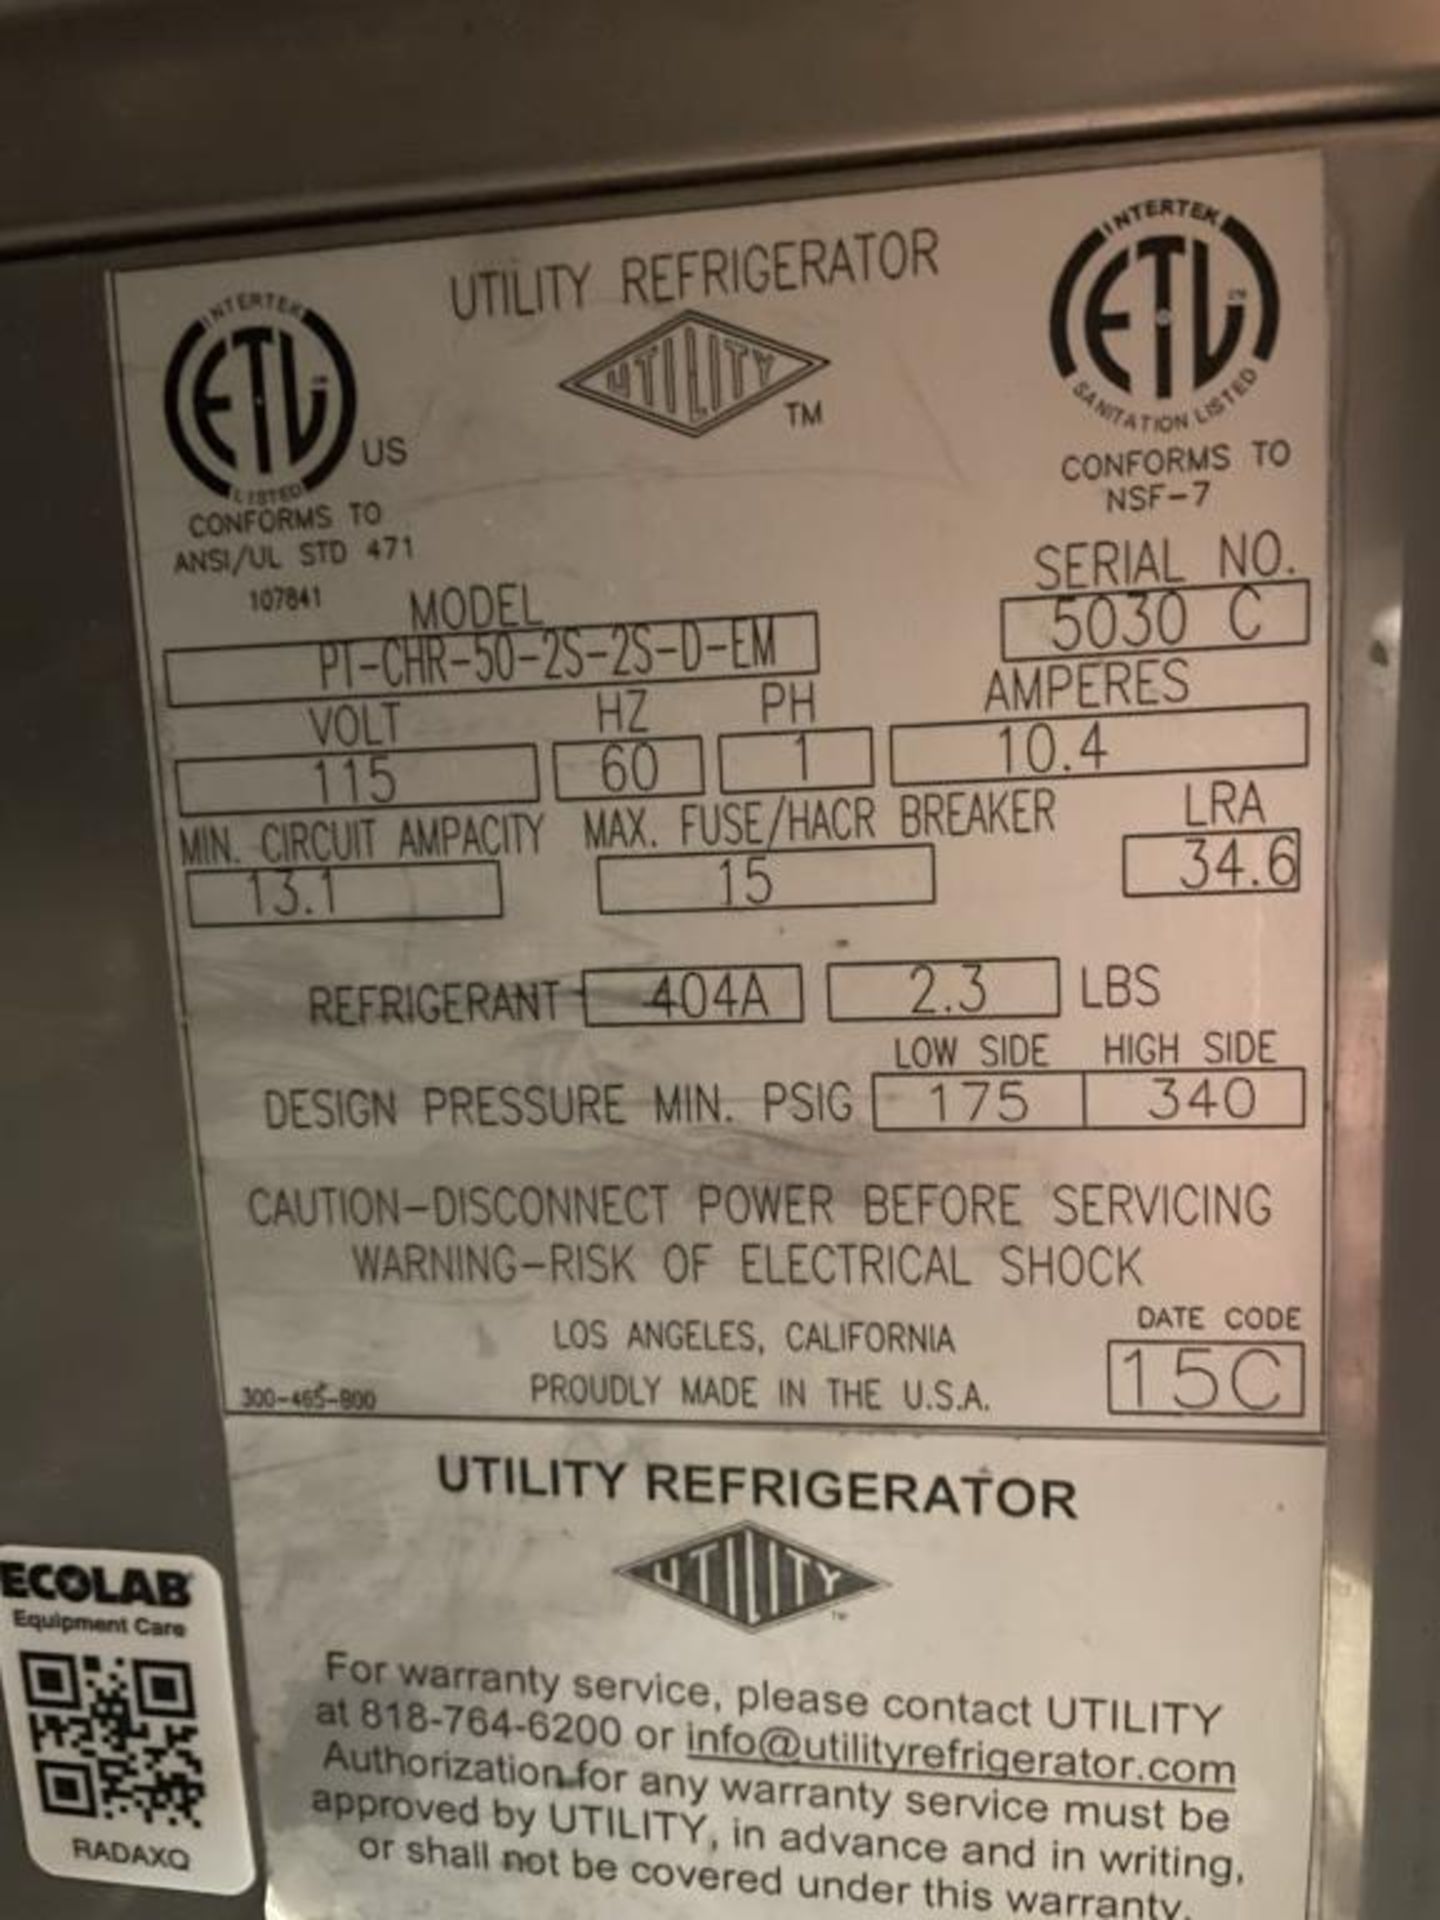 UTILITY REFRIGERATOR
UTILITY TM
INTERTEK
ETL
US
LISTED
CONFORMS TO
ANSI/UL STD 471
107841
INTERTEK
ETL
SANITATION LISTED
CONFORMS TO
NSF-7
MODEL
PT-CHR-50-2S-2S-D-EM
SERIAL NO.
5030 C
VOLT HZ PH AMPERES
115 60 1 10.4
MIN. CIRCUIT AMPACITY MAX. FUSE/HACR BREAKER LRA
13.1 15 34.6
REFRIGERANT 404A 2.3 LBS
LOW SIDE HIGH SIDE
DESIGN PRESSURE MIN. PSIG 175 340
CAUTION-DISCONNECT POWER BEFORE SERVICING
WARNING-RISK OF ELECTRICAL SHOCK
LOS ANGELES, CALIFORNIA
PROUDLY MADE IN THE U.S.A.
DATE CODE
15C
300-465-800
UTILITY REFRIGERATOR
UTILITY TM
For warranty service, please contact UTILITY
at 818-764-6200 or info@utilityrefrigerator.com
Authorization for any warranty service must be
approved by UTILITY, in advance and in writing,
or shall not be covered under this warranty.
ECOLAB
Equipment Care
RADAXQ